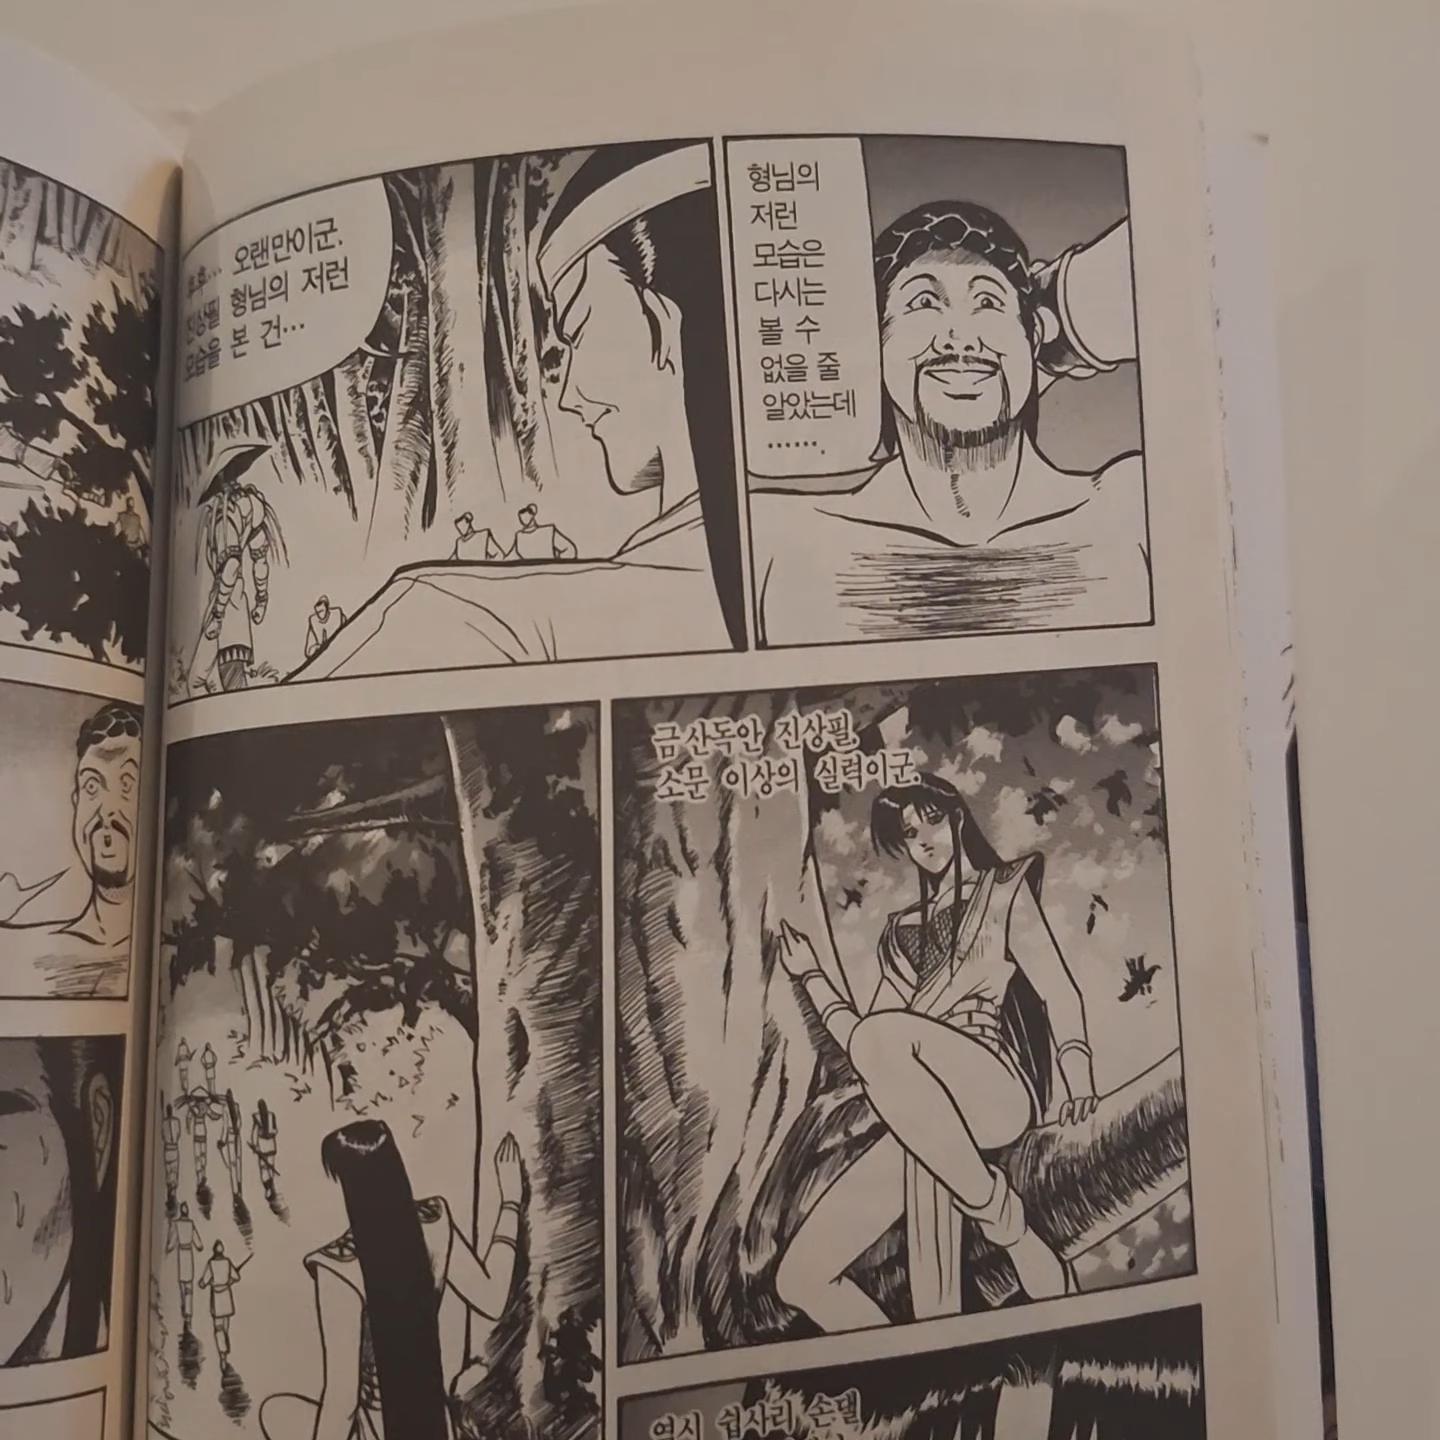 후후… 오랜만이군.
진상필 형님의 저런
모습을 본 건…
형님의
저런
모습은
다시는
볼 수
없을 줄
알았는데
…….
금산독안 진상필,
소문 이상의 실력이군.
역시 쉽사리 손댈